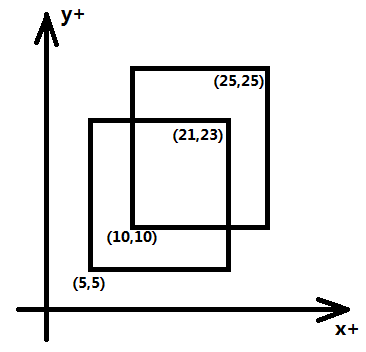 y+
(25,25)
(21,23)
(10,10)
(5,5)
x+